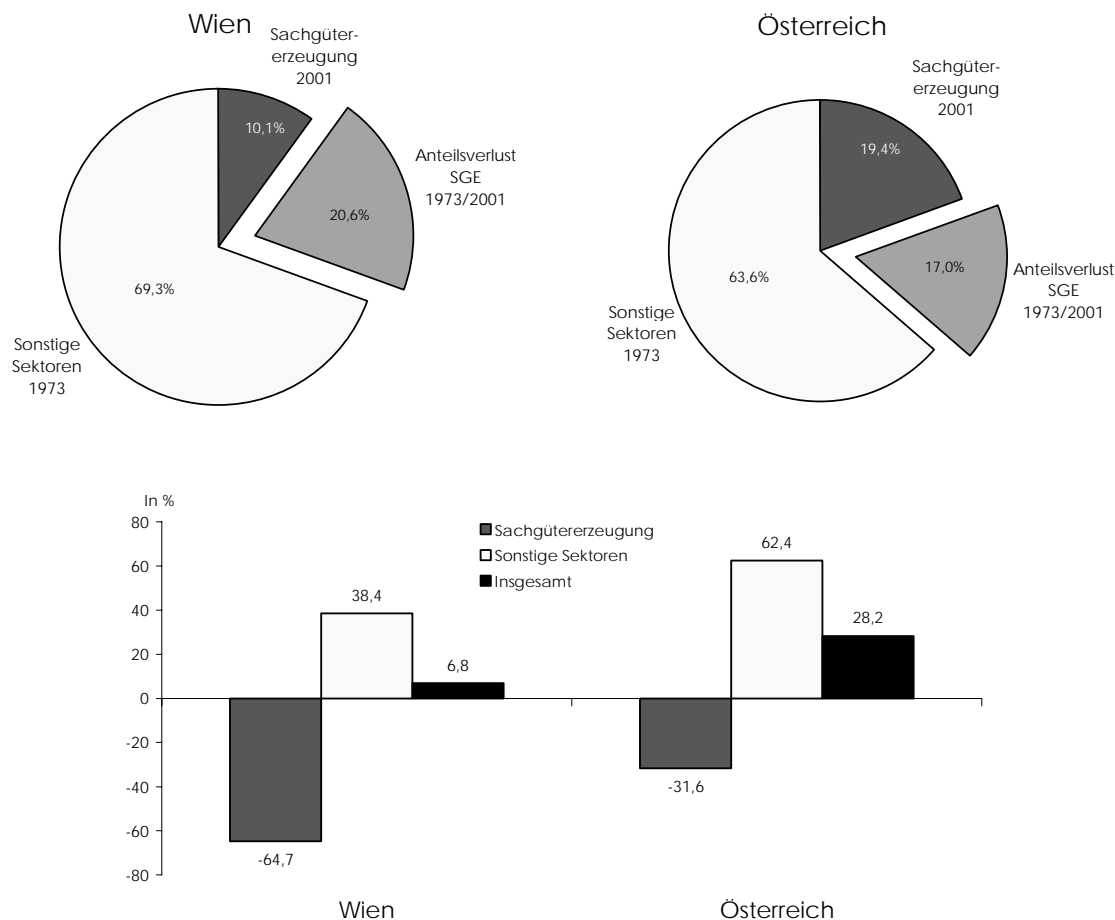 Wien
Sachgüter-
erzeugung
2001
10,1%
Anteilsverlust
SGE
1973/2001
20,6%
69,3%
Sonstige
Sektoren
1973
Österreich
Sachgüter-
erzeugung
2001
19,4%
Anteilsverlust
SGE
1973/2001
17,0%
63,6%
Sonstige
Sektoren
1973
In %
80
60
40
20
0
-20
-40
-60
-80
Sachgütererzeugung
Sonstige Sektoren
Insgesamt
-64,7
38,4
6,8
-31,6
62,4
28,2
Wien
Österreich